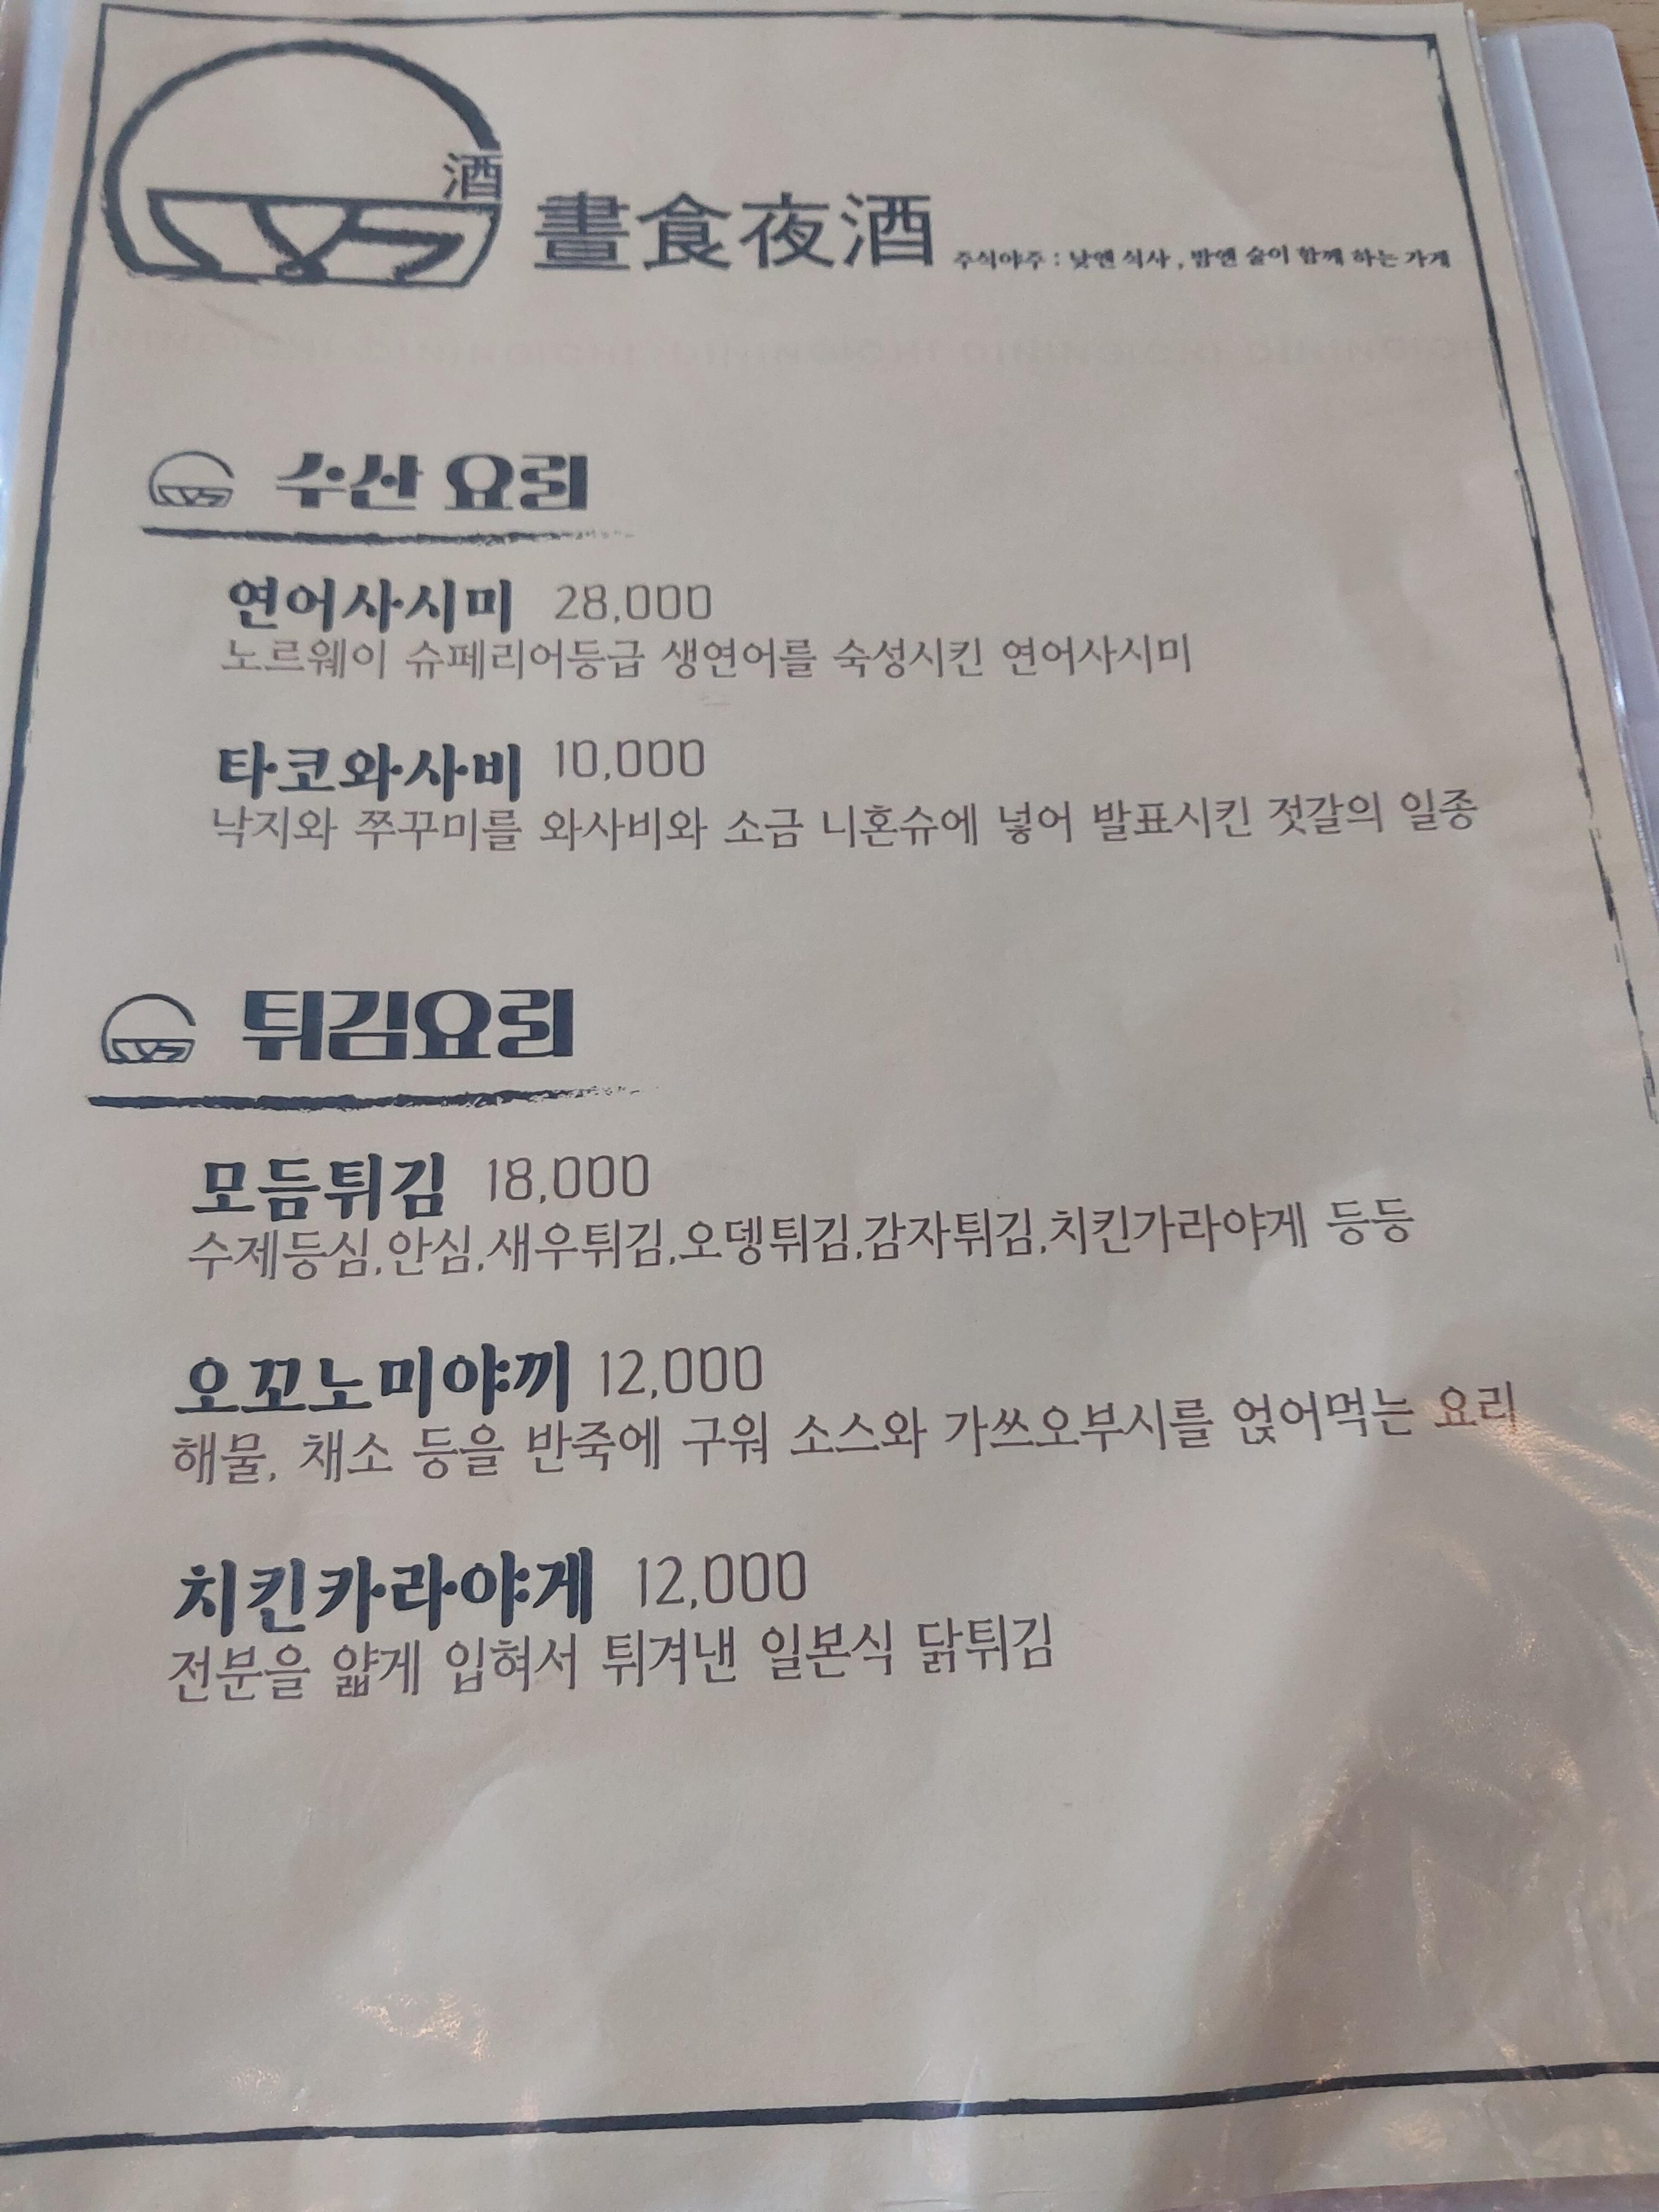 酒
晝食夜酒 주식야주 : 낮엔 식사 , 밤엔 술이 함께 하는 가게
수산 요리
연어사시미 28,000
노르웨이 슈페리어등급 생연어를 숙성시킨 연어사시미
타코와사비 10,000
낙지와 쭈꾸미를 와사비와 소금 니혼슈에 넣어 발표시킨 젓갈의 일종
튀김요리
모듬튀김 18,000
수제등심,안심,새우튀김,오뎅튀김,감자튀김,치킨가라야게 등등
오꼬노미야끼 12,000
해물, 채소 등을 반죽에 구워 소스와 가쓰오부시를 얹어먹는 요리
치킨카라야게 12,000
전분을 얇게 입혀서 튀겨낸 일본식 닭튀김